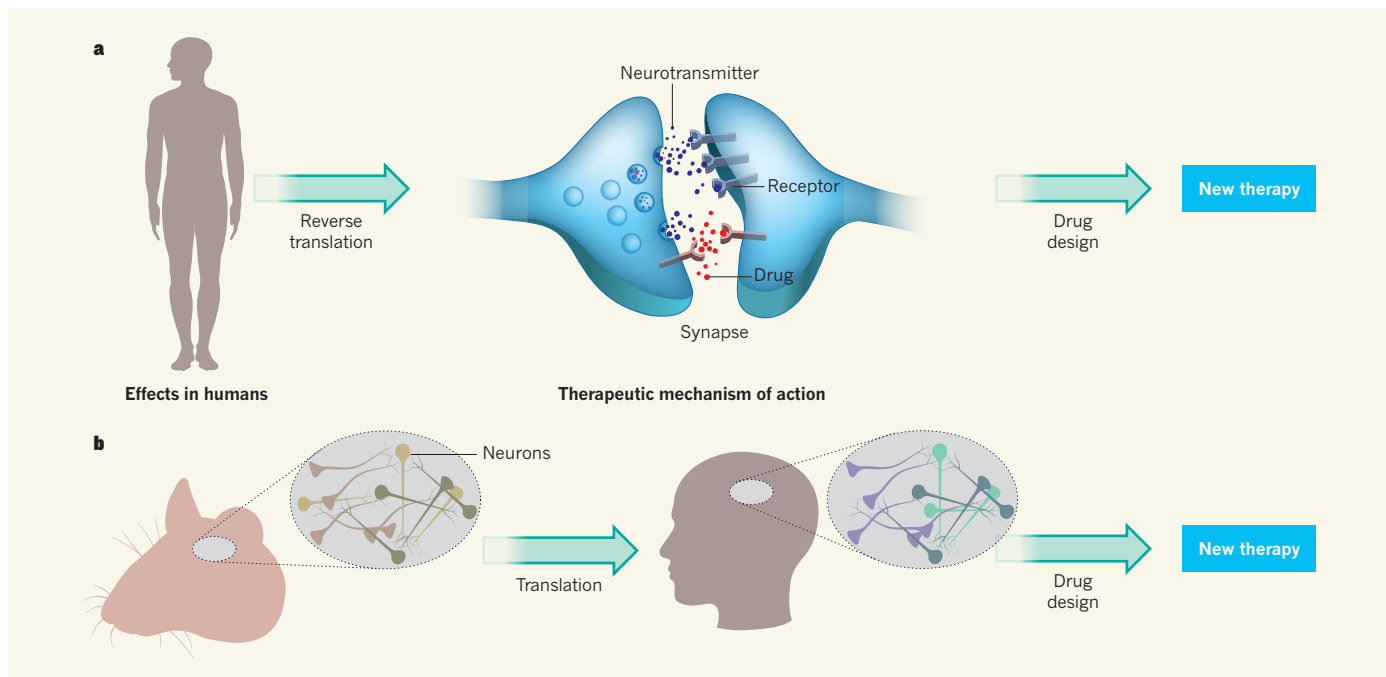 a
Neurotransmitter
Receptor
Reverse
translation
Drug
design
New therapy
Drug
Synapse
Effects in humans
Therapeutic mechanism of action
b
Neurons
Translation
Drug
design
New therapy